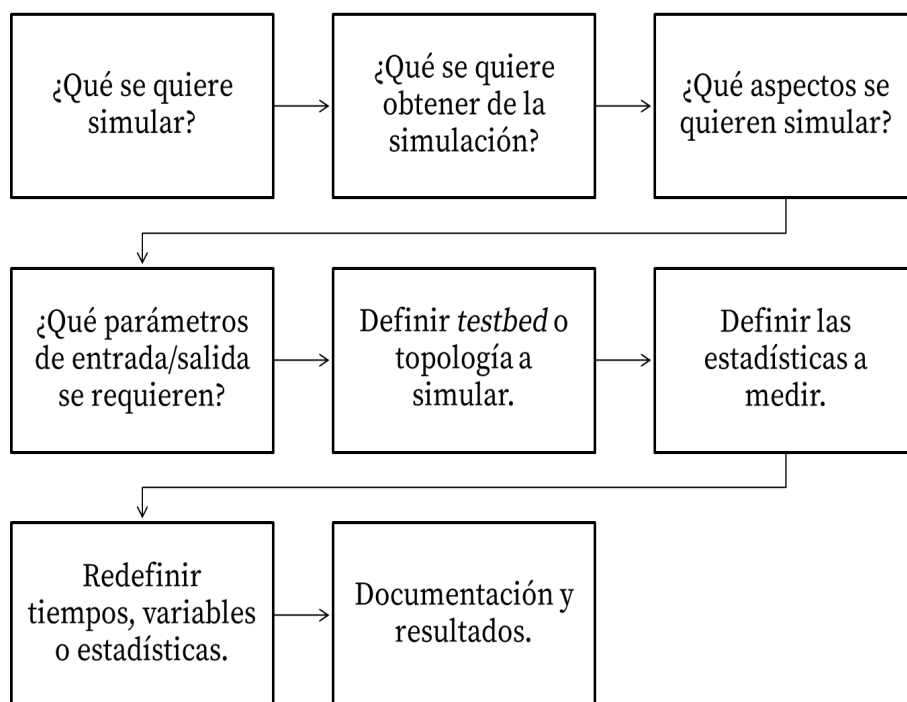 ¿Qué se quiere
simular?
¿Qué se quiere
obtener de la
simulación?
¿Qué aspectos se
quieren simular?
¿Qué parámetros
de entrada/salida
se requieren?
Definir testbed o
topología a
simular.
Definir las
estadísticas a
medir.
Redefinir
tiempos, variables
o estadísticas.
Documentación y
resultados.